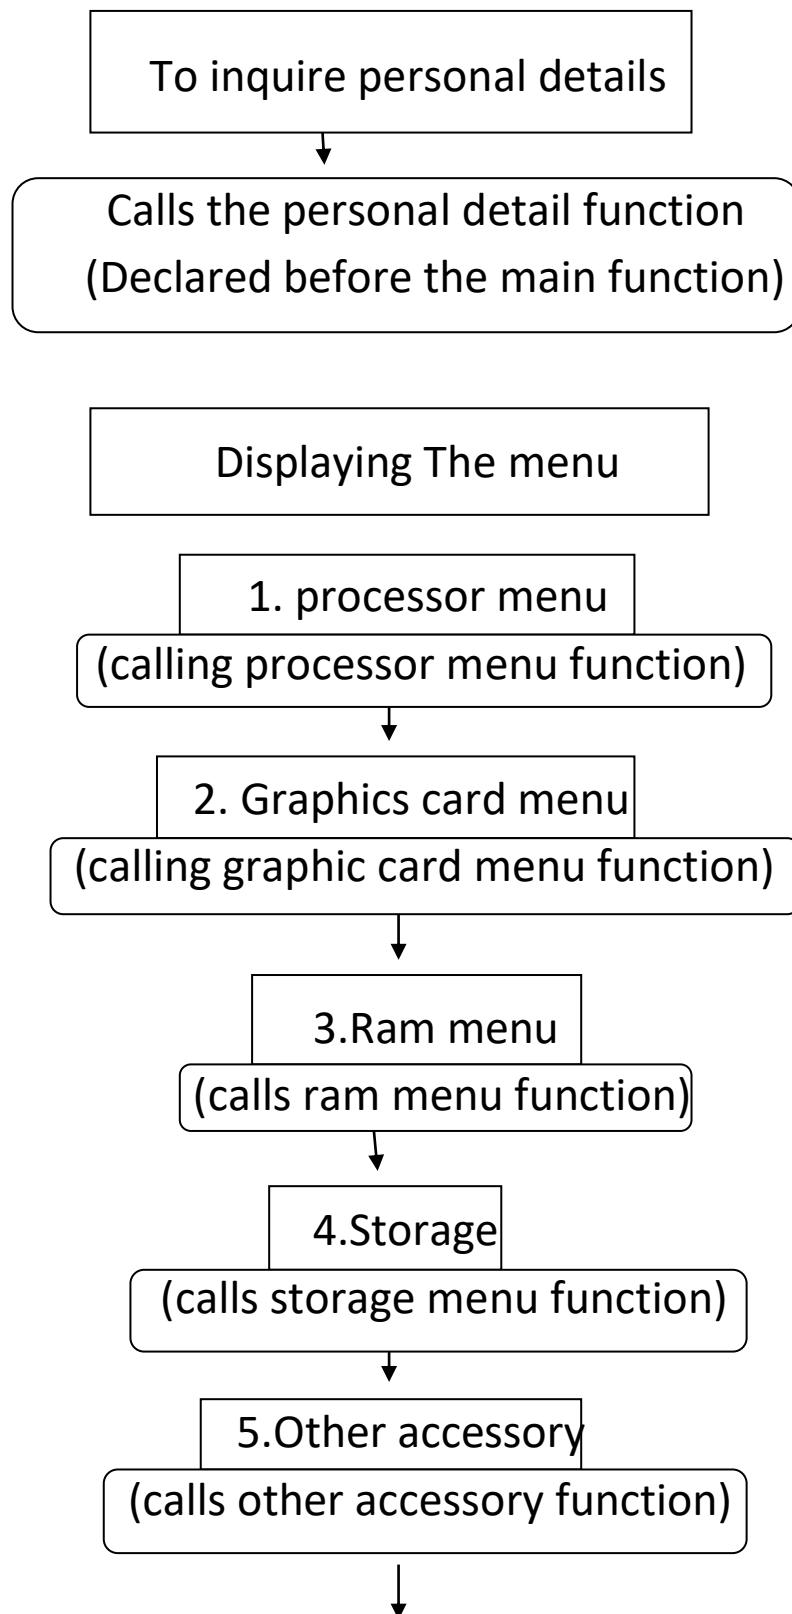 To inquire personal details
Calls the personal detail function
(Declared before the main function)
Displaying The menu
1. processor menu
(calling processor menu function)
2. Graphics card menu
(calling graphic card menu function)
3.Ram menu
(calls ram menu function)
4.Storage
(calls storage menu function)
5.Other accessory
(calls other accessory function)